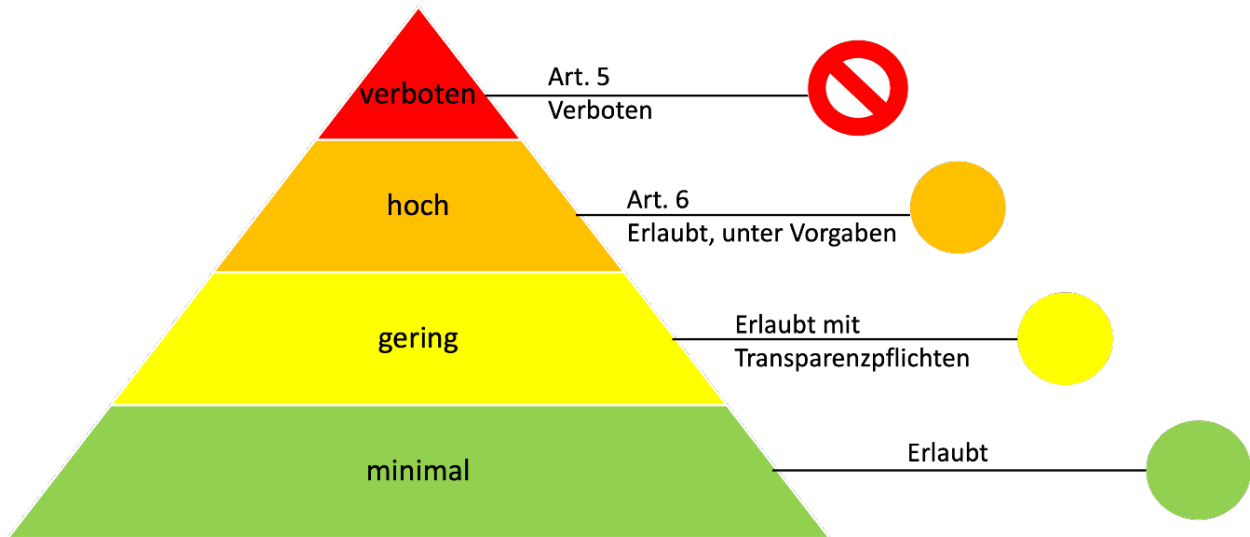 verboten
Art. 5
Verboten
hoch
Art. 6
Erlaubt, unter Vorgaben
gering
Erlaubt mit
Transparenzpflichten
minimal
Erlaubt